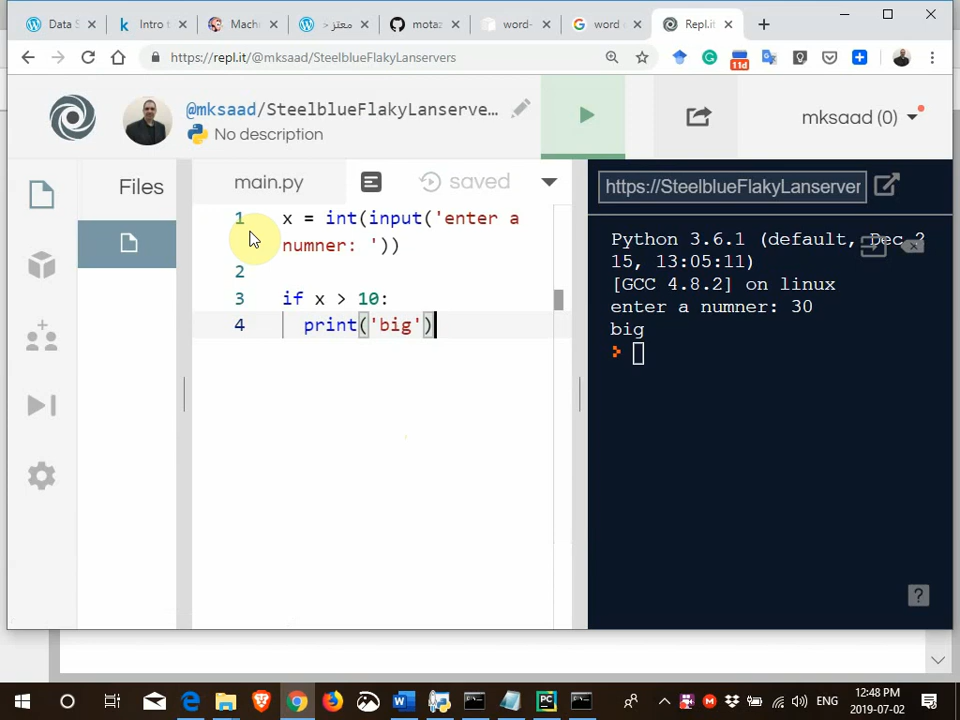 Data S
Intro t
Machi
معتز >
motaz
word-
word c
Repl.it
https://repl.it/@mksaad/SteelblueFlakyLanservers
11d
@mksaad/SteelblueFlakyLanserve...
No description
mksaad (0)
Files
main.py
saved
https://SteelblueFlakyLanserver
1 x = int(input('enter a
numner: '))
2
3 if x > 10:
4 print('big')
Python 3.6.1 (default, Dec 2
15, 13:05:11)
[GCC 4.8.2] on linux
enter a numner: 30
big
?
ENG
12:48 PM
2019-07-02